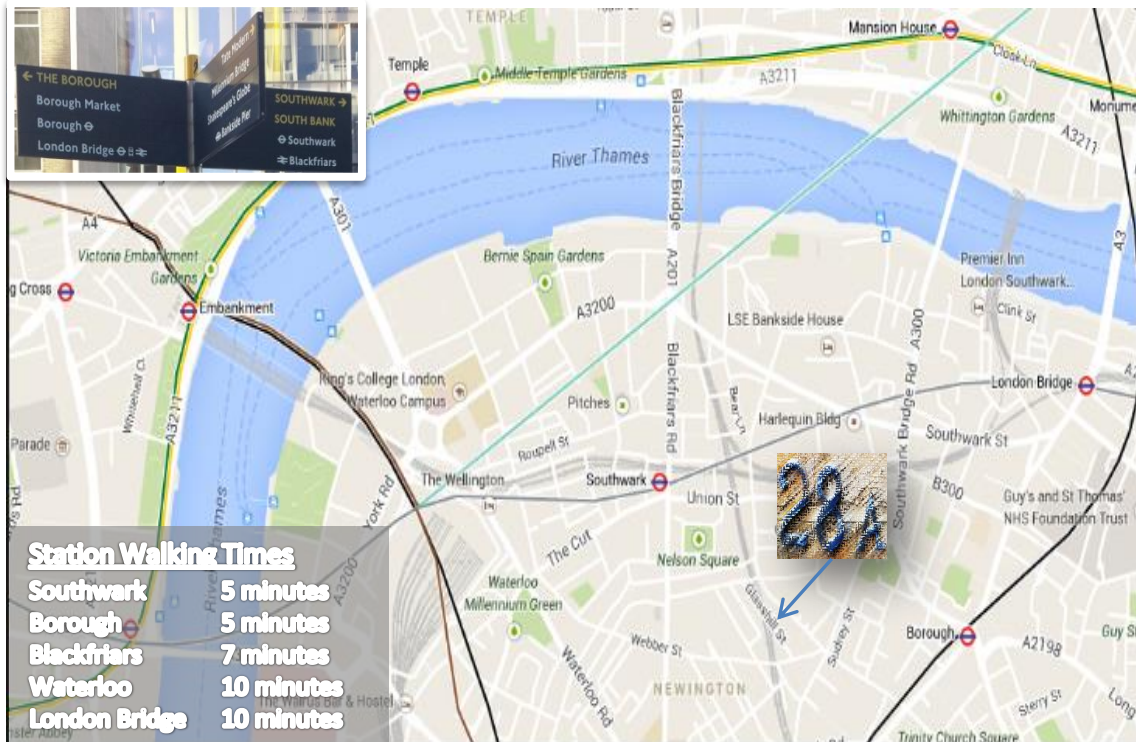 ← THE BOROUGH
Borough Market
Borough
London Bridge
Tate Modern →
Millennium Bridge
Shakespeare's Globe
Bankside Pier
SOUTHWARK →
SOUTH BANK
Southwark
Blackfriars
TEMPLE
Temple
Middle Temple Gardens
Mansion House
Cloak Ln
A3211
Whittington Gardens
A3211
River Thames
Blackfriars Bridge
A301
A4
Victoria Embankment
Gardens
g Cross
Embankment
Bernie Spain Gardens
A201
A3
Premier Inn
London Southwark...
Clink St
A3200
LSE Bankside House
A300
Whitehall Ct
King's College London,
Waterloo Campus
Pitches
Blackfriars Rd
Bear Ln
Harlequin Bldg
Southwark Bridge Rd
London Bridge
A3211
Parade
Roupell St
Southwark St
The Wellington
Southwark
Union St
28A
B300
Guy's and St Thomas'
NHS Foundation Trust
York Rd
The Cut
Nelson Square
River Thames
A3200
Waterloo
Millennium Green
Glasshill St
Sudrey St
Borough
A2198
Guy S
Webber St
Waterloo Rd
NEWINGTON
Sterry St
Long
Trinity Church Square
The Walrus Bar & Hostel
Station Walking Times
Southwark 5 minutes
Borough 5 minutes
Blackfriars 7 minutes
Waterloo 10 minutes
London Bridge 10 minutes